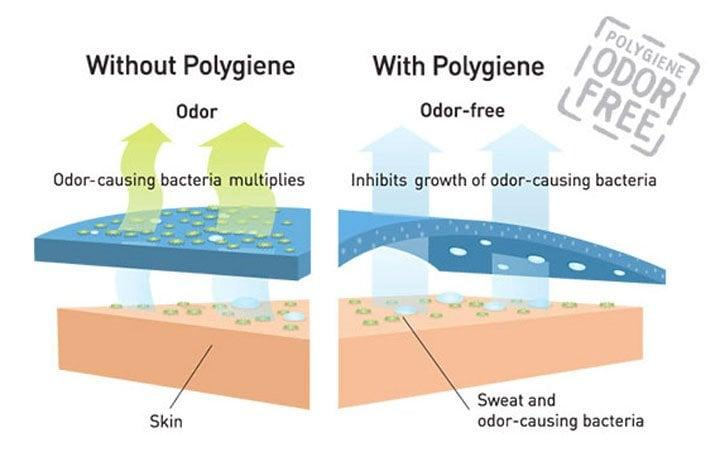 Without Polygiene
With Polygiene
POLYGIENE
ODOR
FREE
Odor
Odor-free
Odor-causing bacteria multiplies
Inhibits growth of odor-causing bacteria
Skin
Sweat and
odor-causing bacteria